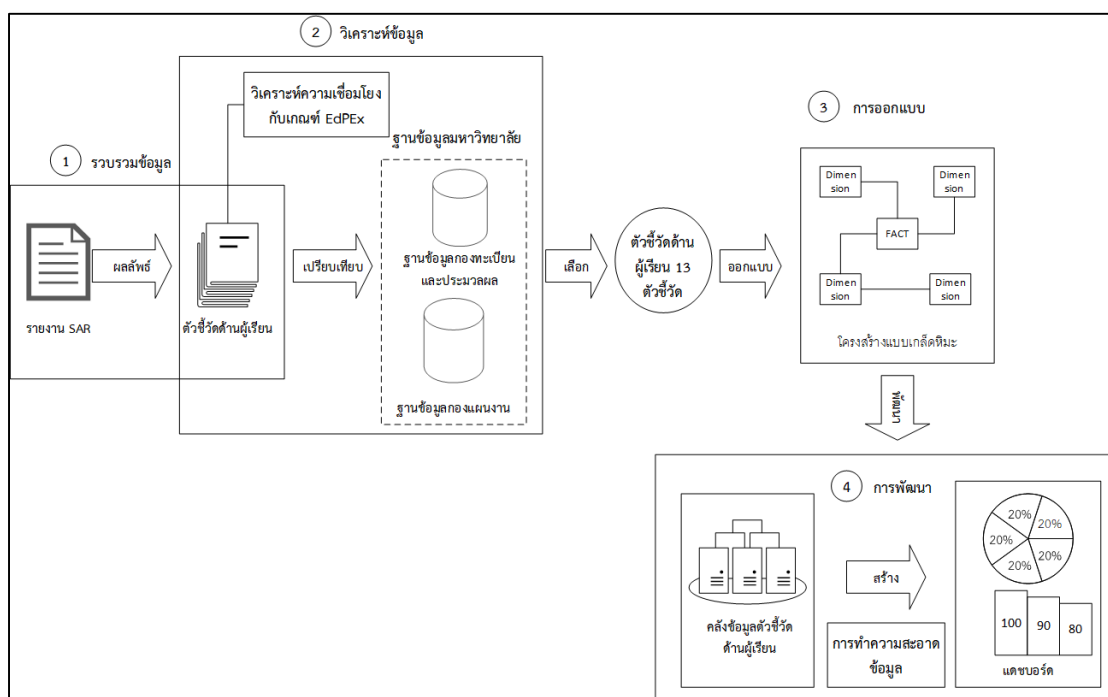 2 วิเคราะห์ข้อมูล
วิเคราะห์ความเชื่อมโยง
กับเกณฑ์ EdPEx
ฐานข้อมูลมหาวิทยาลัย
1 รวบรวมข้อมูล
ผลลัพธ์
รายงาน SAR
ตัวชี้วัดด้านผู้เรียน
เปรียบเทียบ
ฐานข้อมูลกองทะเบียน
และประมวลผล
ฐานข้อมูลกองแผนงาน
เลือก
ตัวชี้วัดด้าน
ผู้เรียน 13
ตัวชี้วัด
ออกแบบ
3 การออกแบบ
Dimen
sion
Dimen
sion
FACT
Dimen
sion
Dimen
sion
โครงสร้างแบบเกล็ดหิมะ
พัฒนา
4 การพัฒนา
คลังข้อมูลตัวชี้วัด
ด้านผู้เรียน
สร้าง
การทำความสะอาด
ข้อมูล
20%
20%
20%
20%
20%
100
90
80
แดชบอร์ด